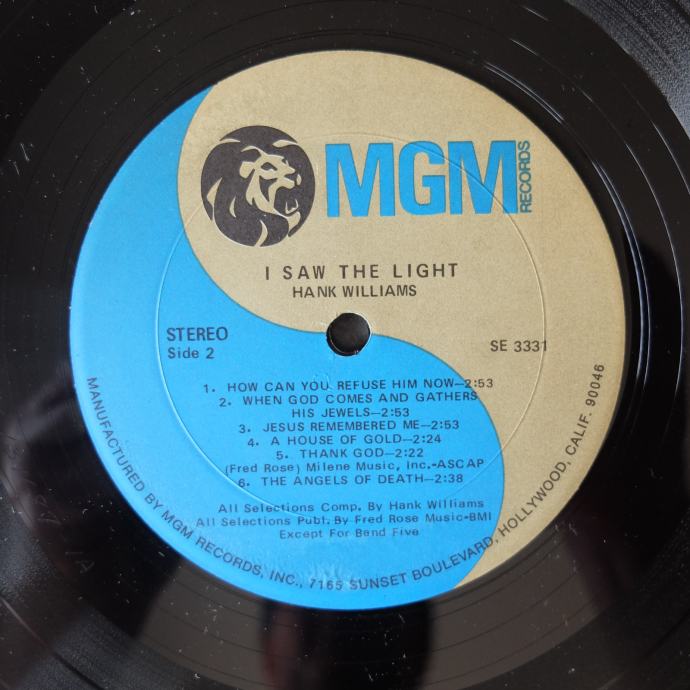 MGM
RECORDS
I SAW THE LIGHT
HANK WILLIAMS
STEREO
Side 2
SE 3331
1. HOW CAN YOU REFUSE HIM NOW—2:53
2. WHEN GOD COMES AND GATHERS
HIS JEWELS—2:53
3. JESUS REMEMBERED ME—2:53
4. A HOUSE OF GOLD—2:24
5. THANK GOD—2:22
(Fred Rose) Milene Music, Inc.-ASCAP
6. THE ANGELS OF DEATH—2:38
All Selections Comp. By Hank Williams
All Selections Publ. By Fred Rose Music-BMI
Except For Band Five
MANUFACTURED BY MGM RECORDS, INC., 7165 SUNSET BOULEVARD, HOLLYWOOD, CALIF. 90046